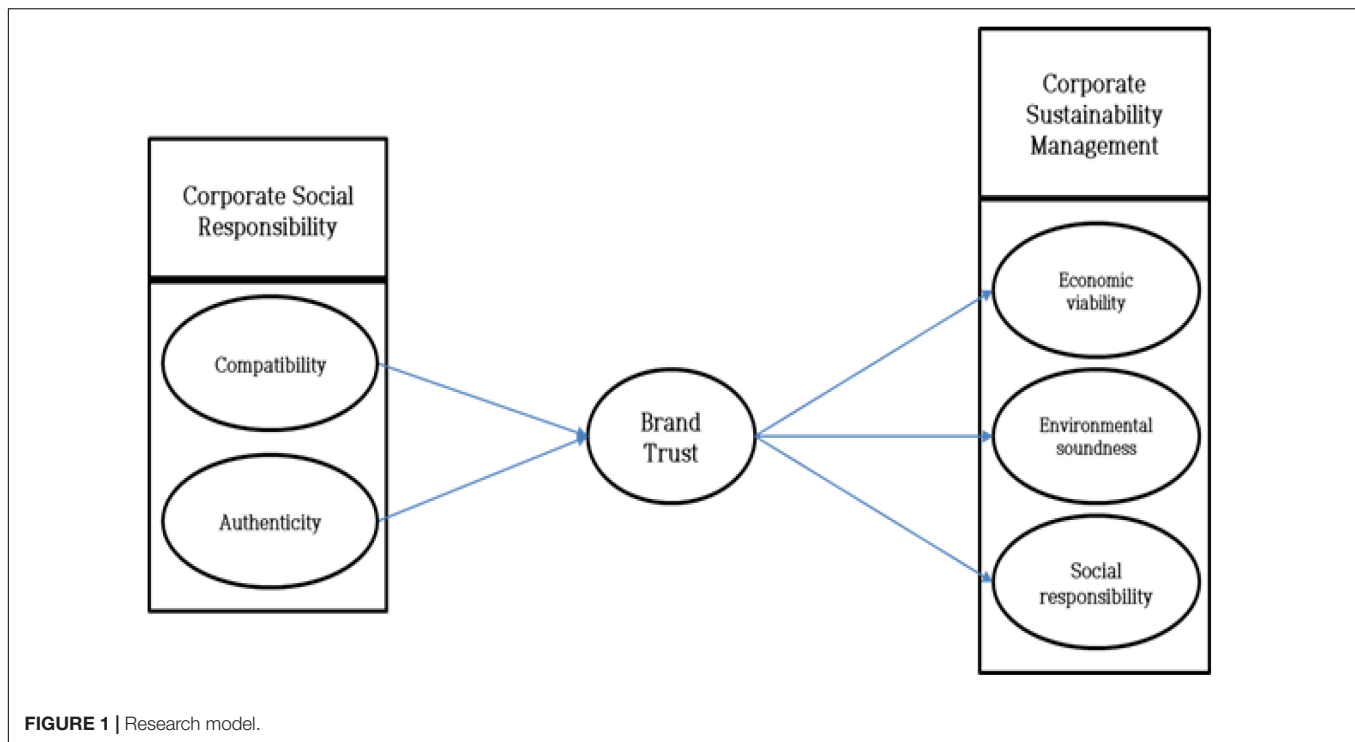 Corporate Social
Responsibility
Compatibility
Authenticity
Brand
Trust
Corporate
Sustainability
Management
Economic
viability
Environmental
soundness
Social
responsibility
FIGURE 1 | Research model.